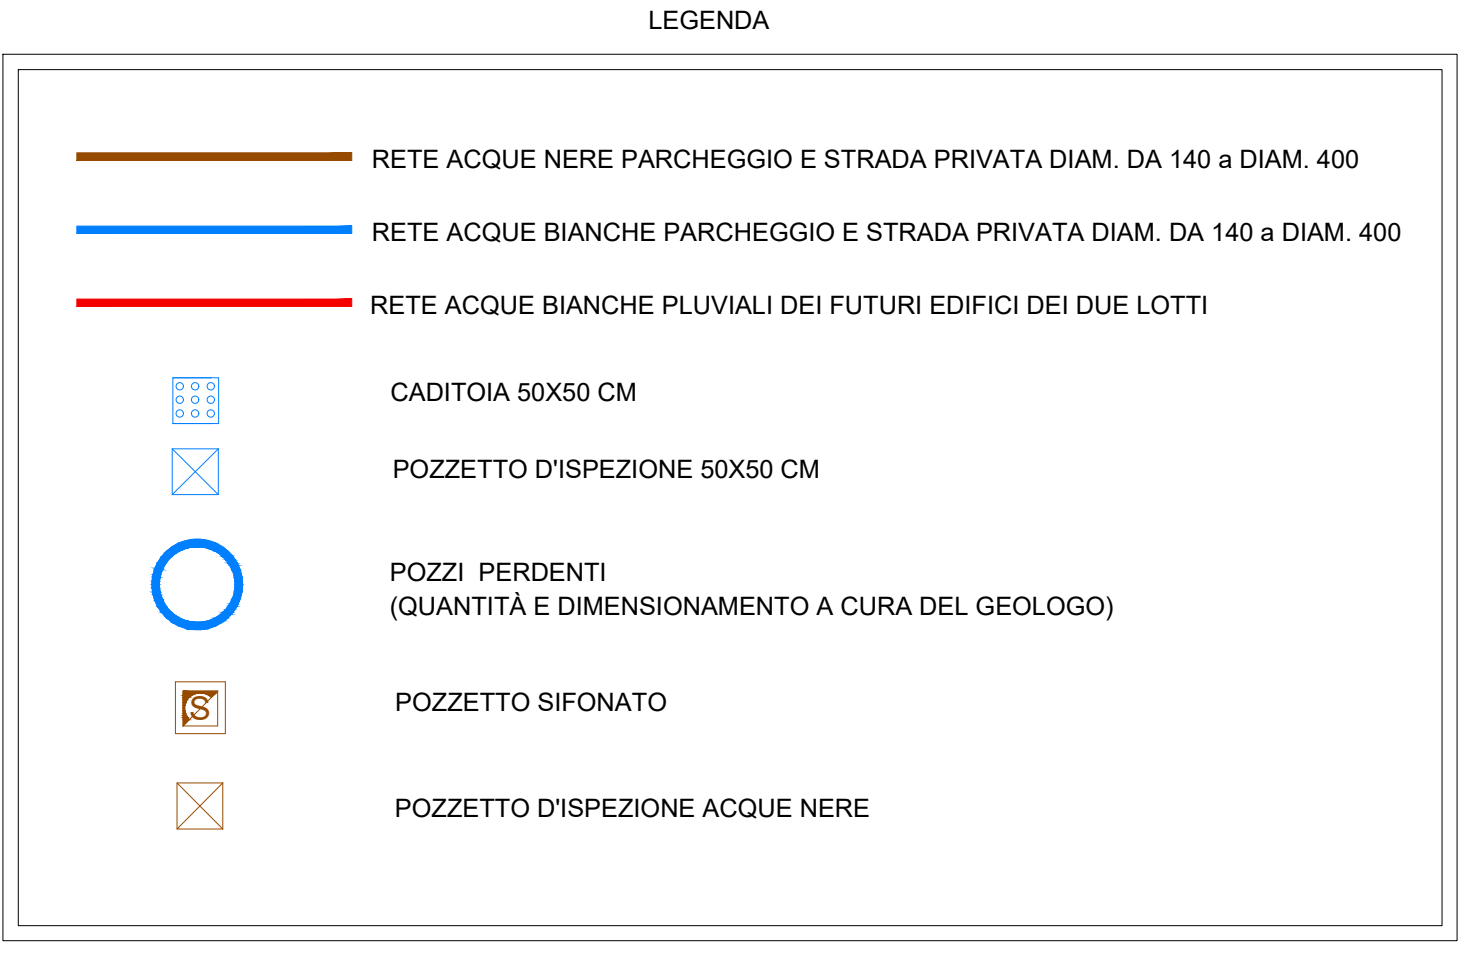 LEGENDA
RETE ACQUE NERE PARCHEGGIO E STRADA PRIVATA DIAM. DA 140 a DIAM. 400
RETE ACQUE BIANCHE PARCHEGGIO E STRADA PRIVATA DIAM. DA 140 a DIAM. 400
RETE ACQUE BIANCHE PLUVIALI DEI FUTURI EDIFICI DEI DUE LOTTI
CADITOIA 50X50 CM
POZZETTO D'ISPEZIONE 50X50 CM
POZZI PERDENTI
(QUANTITÀ E DIMENSIONAMENTO A CURA DEL GEOLOGO)
S
POZZETTO SIFONATO
POZZETTO D'ISPEZIONE ACQUE NERE